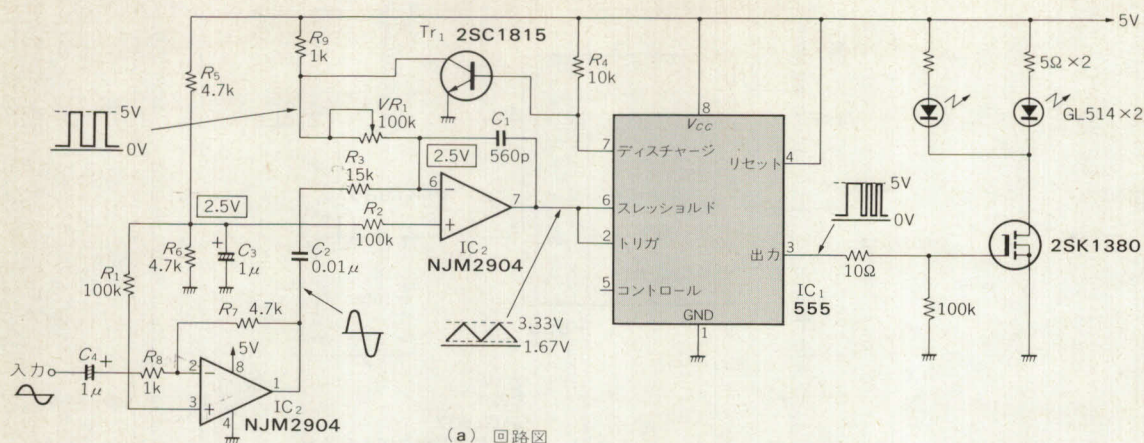 5V
R9
1k
Tr1 2SC1815
R4
10k
R5
4.7k
5Ω×2
GL514×2
5V
0V
VR1
100k
C1
560p
8
VCC
7 ディスチャージ
リセット 4
R3
15k
2.5V
6
7
6 スレッショルド
2 トリガ
出力 3
5 コントロール
GND
1
5V
0V
2.5V
R2
100k
IC2
NJM2904
10Ω
2SK1380
IC1
555
100k
R1
100k
R6
4.7k
C3
1μ
C2
0.01μ
R7 4.7k
3.33V
1.67V
入力
C4
1μ
R8
1k
5V
2
8
3
4
1
IC2
NJM2904
(a) 回路図